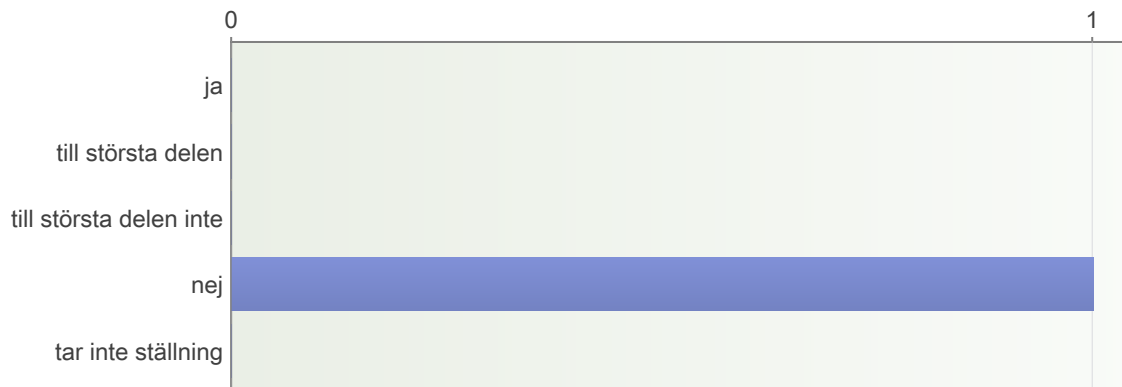 0 1
ja
till största delen
till största delen inte
nej
tar inte ställning